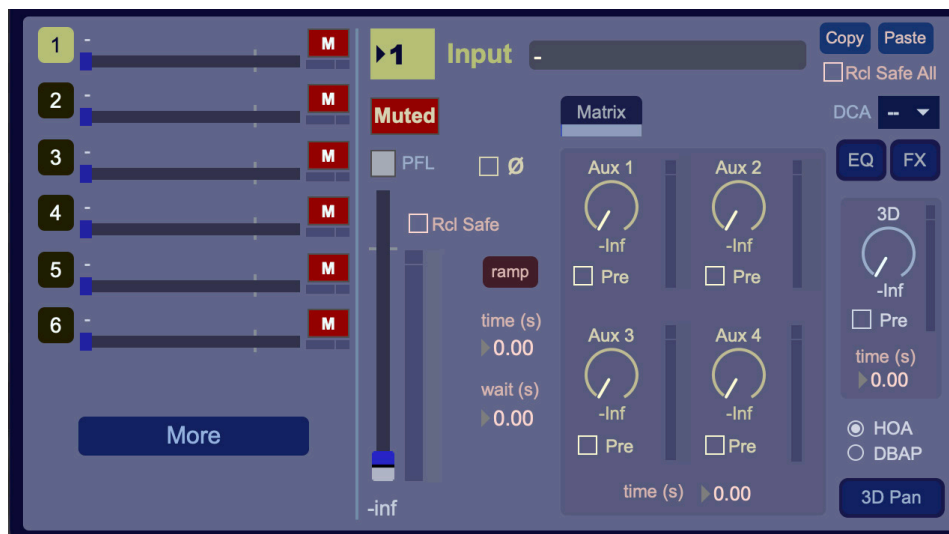 1 - M
2 - M
3 - M
4 - M
5 - M
6 - M
More
1 Input -
Copy Paste
Rcl Safe All
Muted
Matrix
DCA --
PFL Ø
EQ FX
Rcl Safe
ramp
time (s)
0.00
wait (s)
0.00
-inf
Aux 1 Aux 2
-Inf -Inf
Pre Pre
Aux 3 Aux 4
-Inf -Inf
Pre Pre
time (s) 0.00
3D
-Inf
Pre
time (s)
0.00
HOA
DBAP
3D Pan